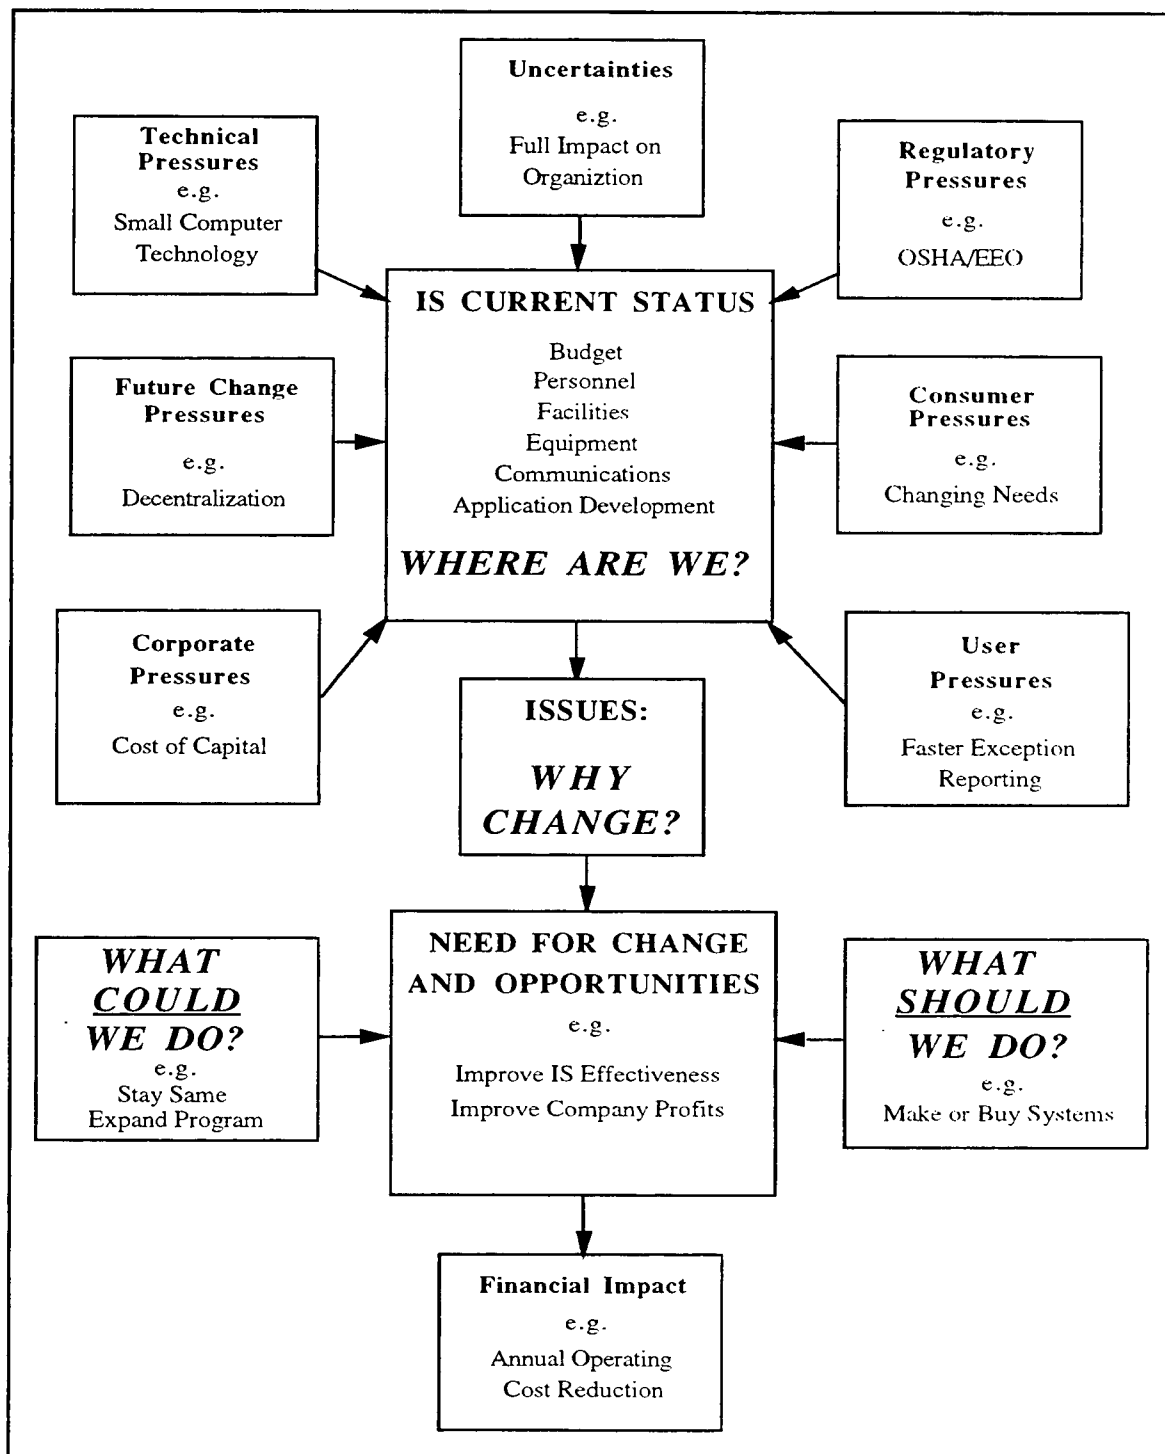 Uncertainties
e.g.
Full Impact on
Organiztion
Technical
Pressures
e.g.
Small Computer
Technology
Regulatory
Pressures
e.g.
OSHA/EEO
IS CURRENT STATUS
Budget
Personnel
Facilities
Equipment
Communications
Application Development
WHERE ARE WE?
Future Change
Pressures
e.g.
Decentralization
Consumer
Pressures
e.g.
Changing Needs
Corporate
Pressures
e.g.
Cost of Capital
User
Pressures
e.g.
Faster Exception
Reporting
ISSUES:
WHY
CHANGE?
NEED FOR CHANGE
AND OPPORTUNITIES
e.g.
Improve IS Effectiveness
Improve Company Profits
WHAT
COULD
WE DO?
e.g.
Stay Same
Expand Program
WHAT
SHOULD
WE DO?
e.g.
Make or Buy Systems
Financial Impact
e.g.
Annual Operating
Cost Reduction